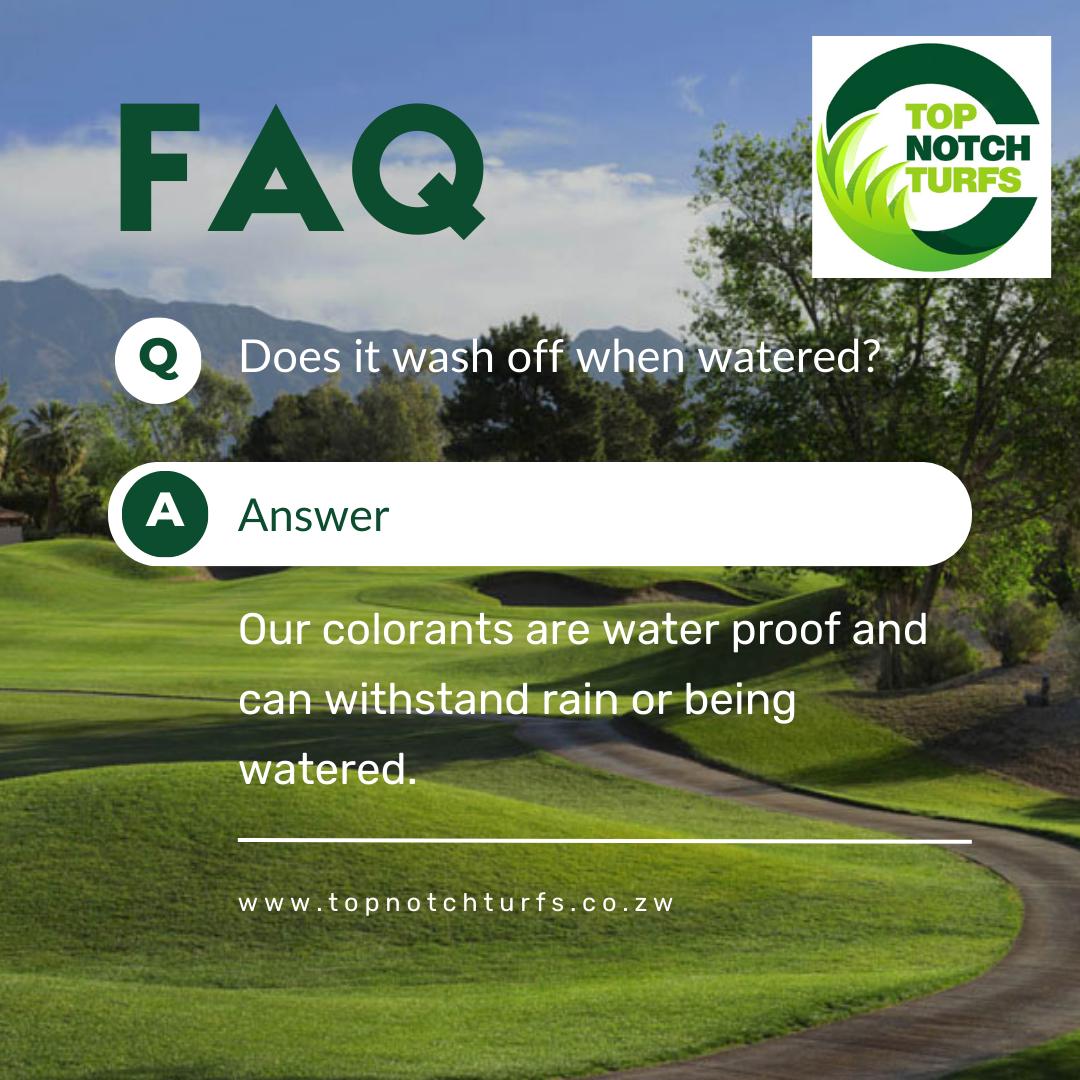 FAQ
TOP
NOTCH
TURFS
Q Does it wash off when watered?
A Answer
Our colorants are water proof and
can withstand rain or being
watered.
www.topnotchturfs.co.zw